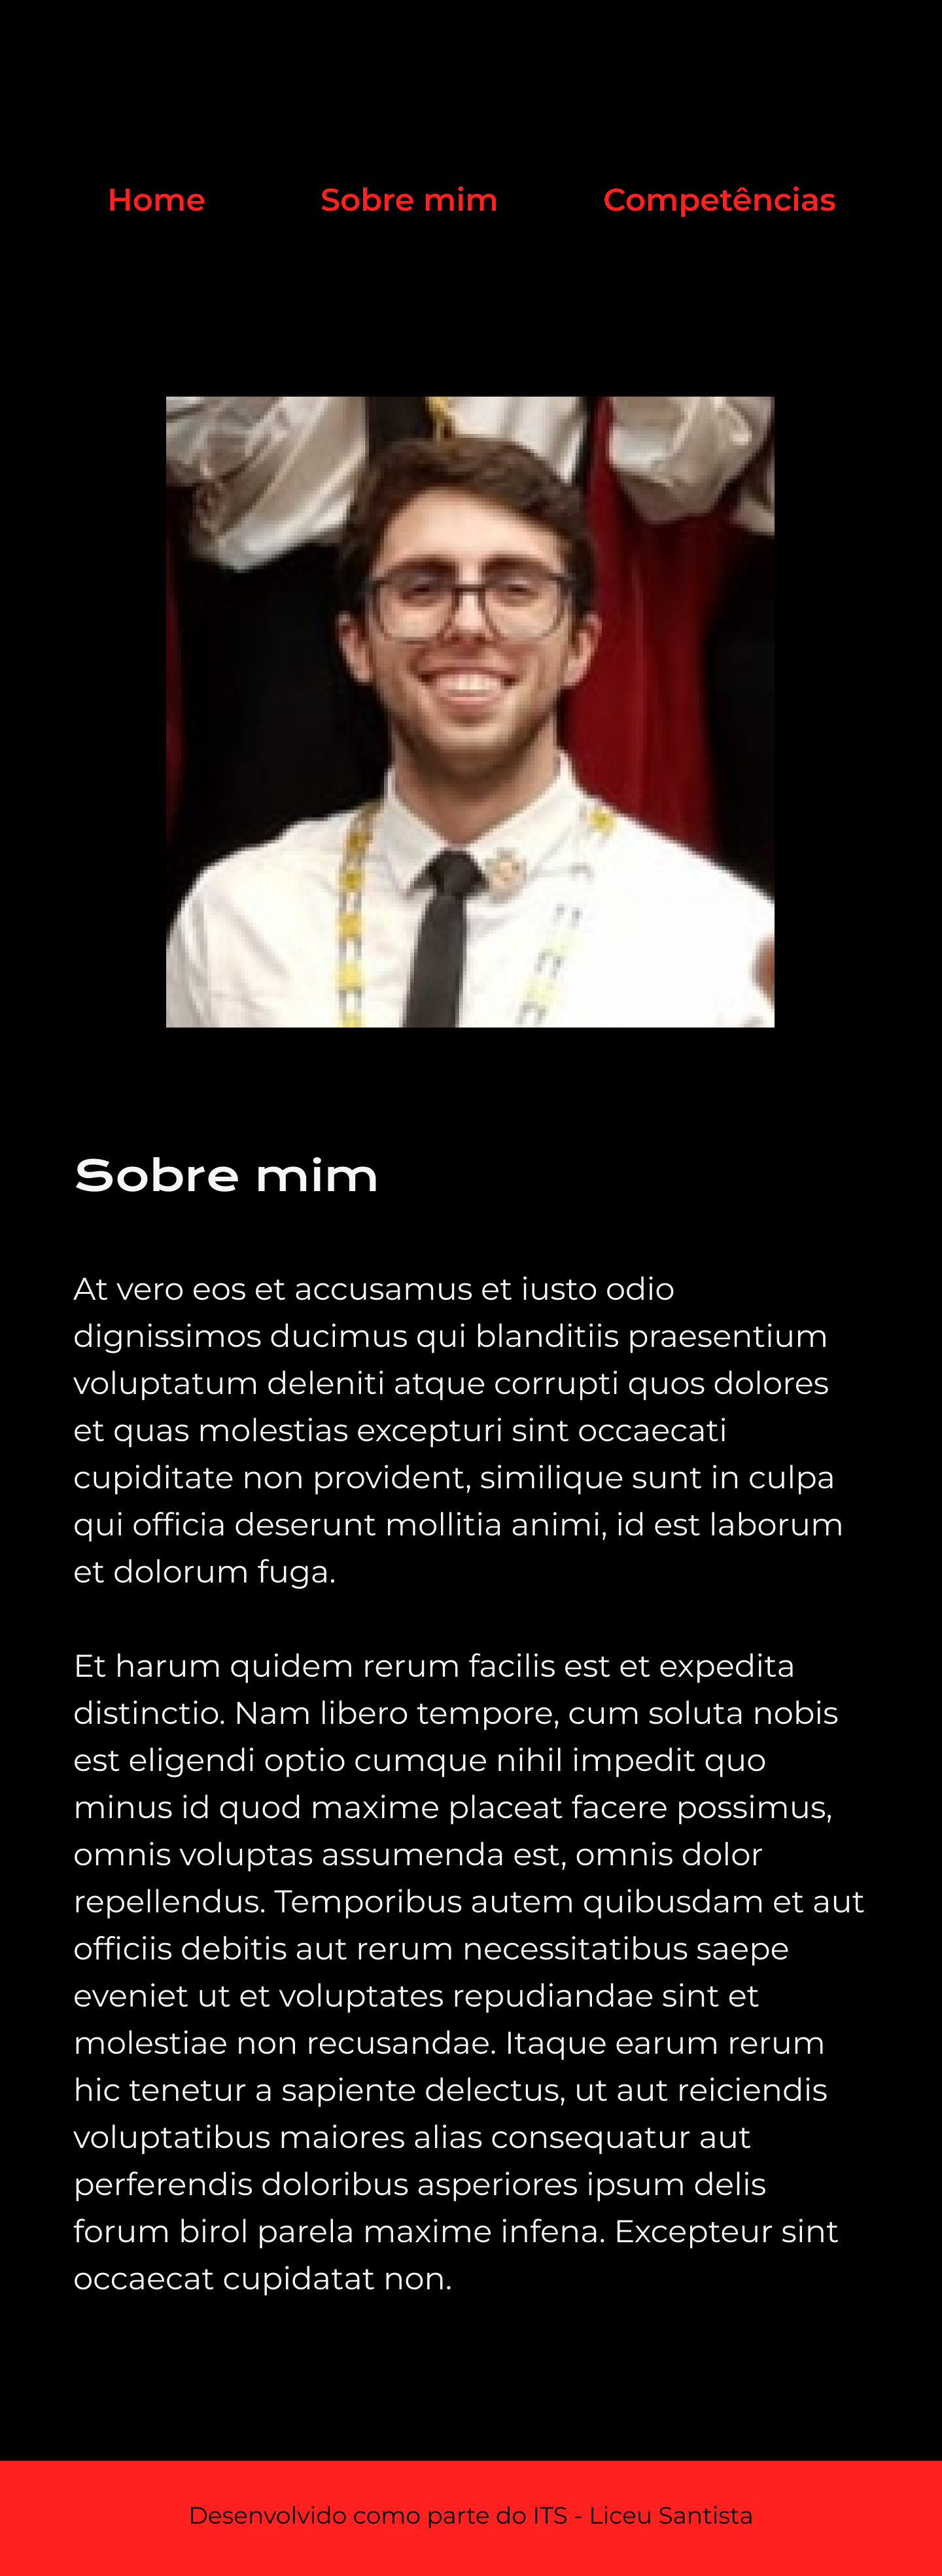 Home Sobre mim Competências
Sobre mim
At vero eos et accusamus et iusto odio
dignissimos ducimus qui blanditiis praesentium
voluptatum deleniti atque corrupti quos dolores
et quas molestias excepturi sint occaecati
cupiditate non provident, similique sunt in culpa
qui officia deserunt mollitia animi, id est laborum
et dolorum fuga.
Et harum quidem rerum facilis est et expedita
distinctio. Nam libero tempore, cum soluta nobis
est eligendi optio cumque nihil impedit quo
minus id quod maxime placeat facere possimus,
omnis voluptas assumenda est, omnis dolor
repellendus. Temporibus autem quibusdam et aut
officiis debitis aut rerum necessitatibus saepe
eveniet ut et voluptates repudiandae sint et
molestiae non recusandae. Itaque earum rerum
hic tenetur a sapiente delectus, ut aut reiciendis
voluptatibus maiores alias consequatur aut
perferendis doloribus asperiores ipsum delis
forum birol parela maxime infena. Excepteur sint
occaecat cupidatat non.
Desenvolvido como parte do ITS - Liceu Santista